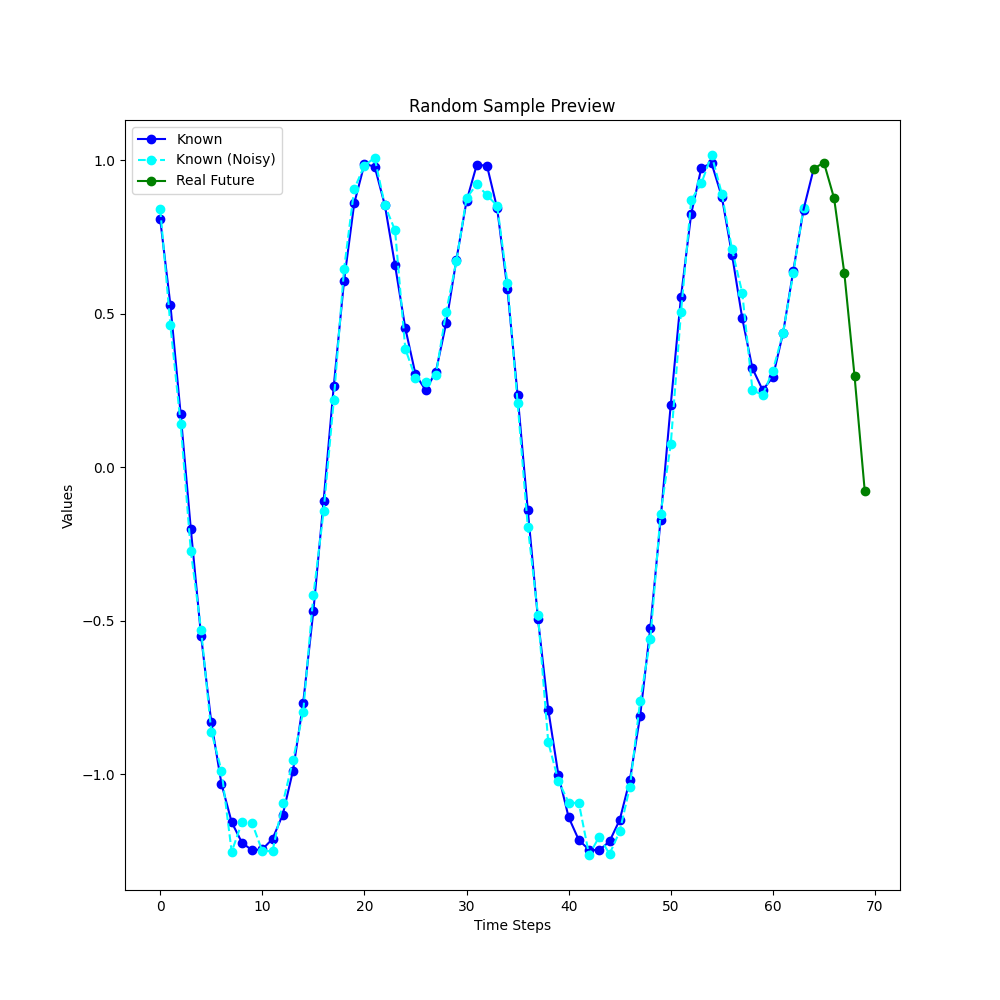 Random Sample Preview
Known
Known (Noisy)
Real Future
1.0
0.5
0.0
−0.5
−1.0
Values
0 10 20 30 40 50 60 70
Time Steps